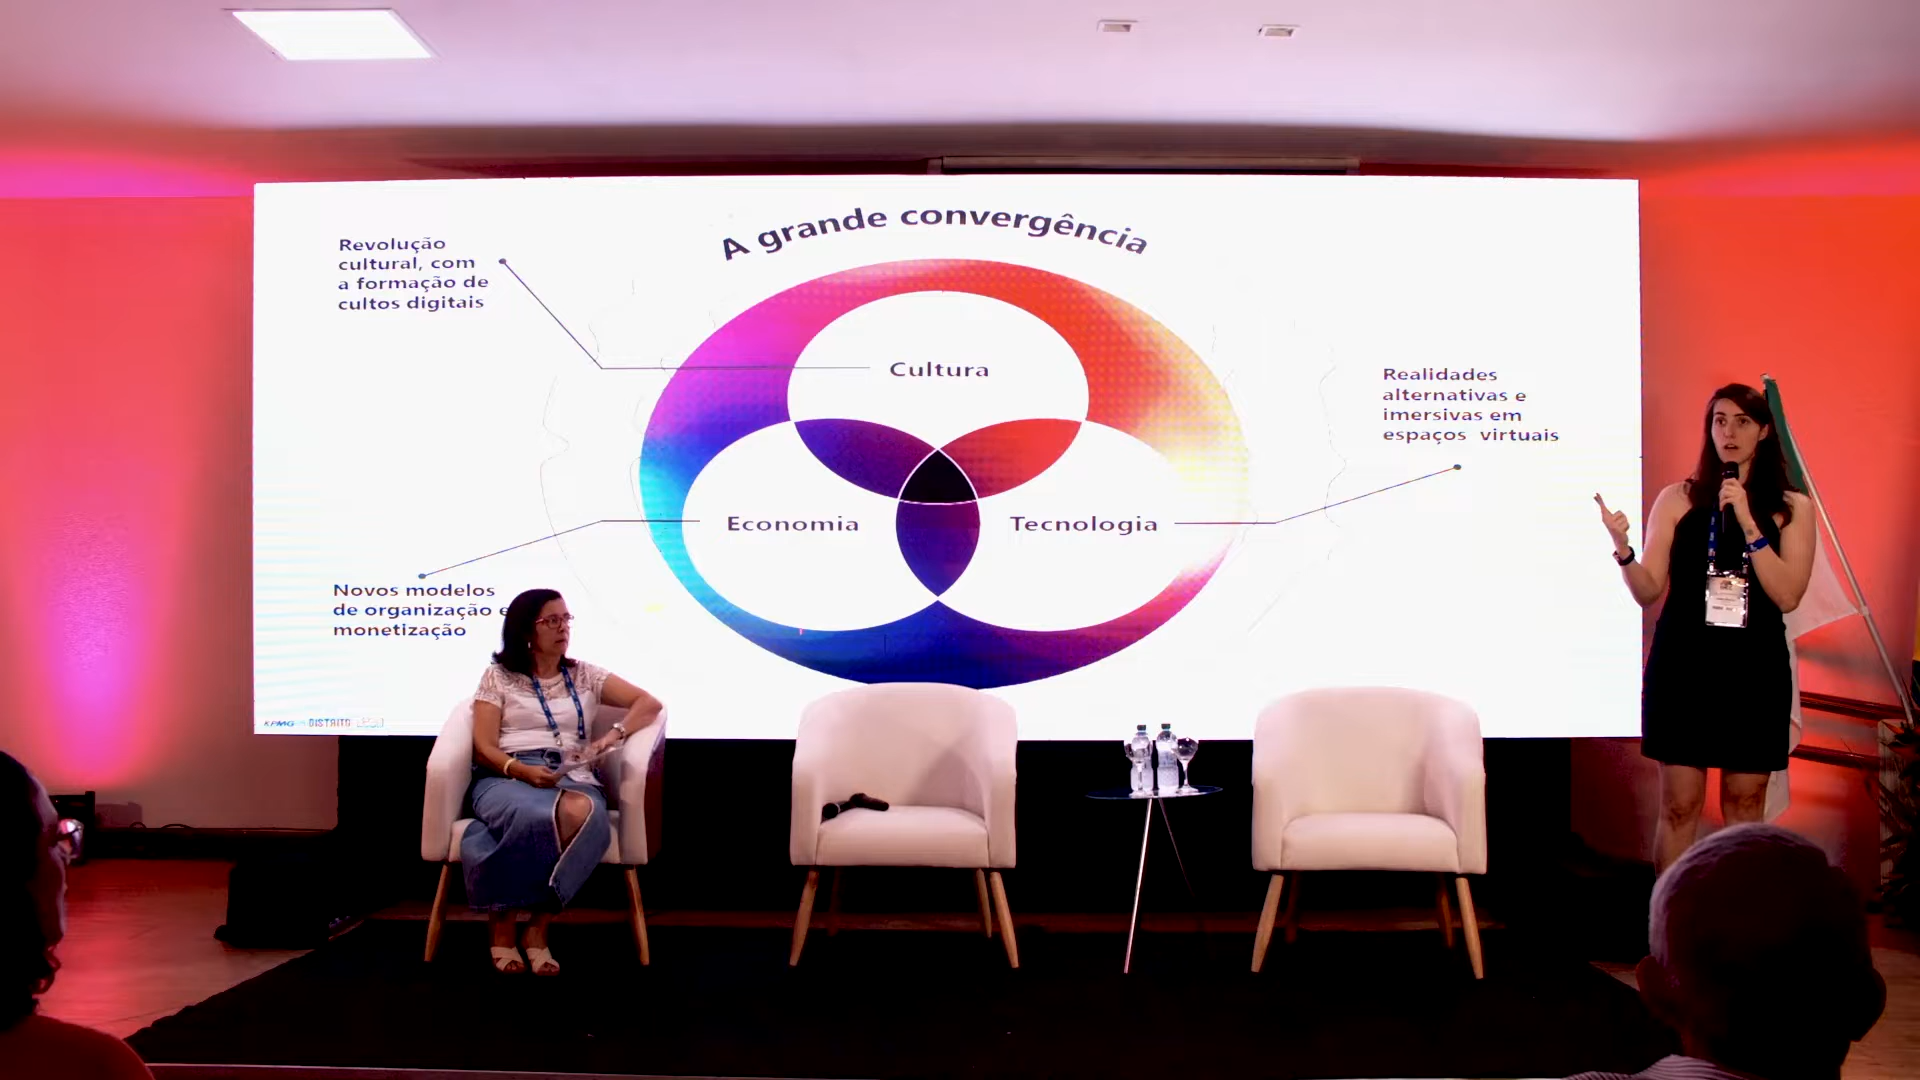 A grande convergência
Revolução
cultural, com
a formação de
cultos digitais
Cultura
Realidades
alternativas e
imersivas em
espaços virtuais
Economia
Tecnologia
Novos modelos
de organização e
monetização
KPMG
DISTRITO